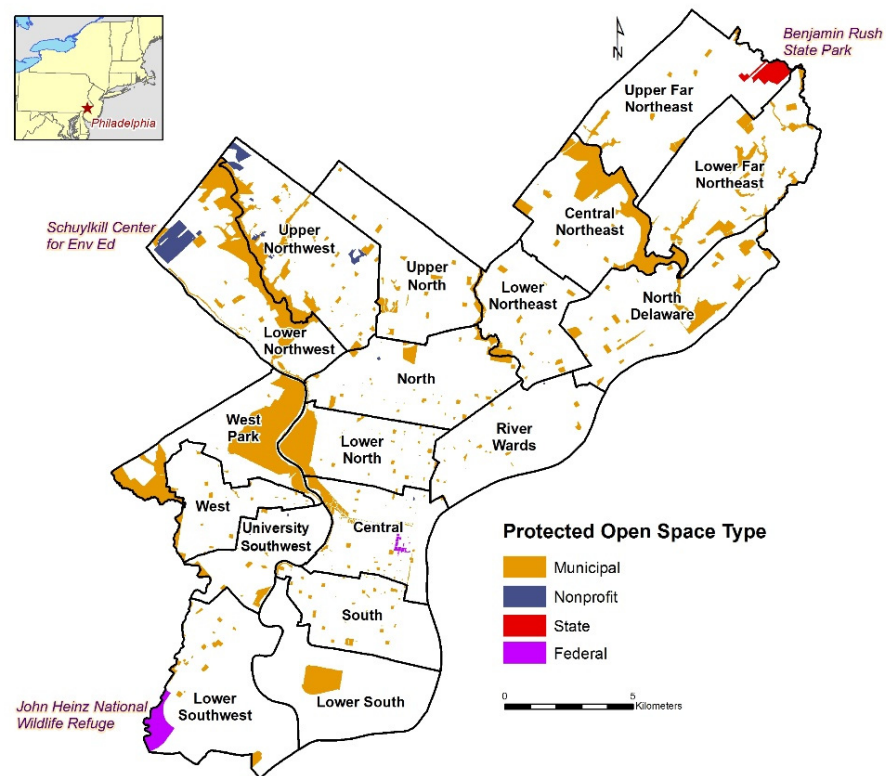 Philadelphia
N
Benjamin Rush
State Park
Upper Far
Northeast
Lower Far
Northeast
Central
Northeast
Schuylkill Center
for Env Ed
Upper
Northwest
Upper
North
Lower
Northeast
North
Delaware
Lower
Northwest
North
West
Park
Lower
North
River
Wards
West
University
Southwest
Central
South
Lower
Southwest
Lower South
John Heinz National
Wildlife Refuge
Protected Open Space Type
Municipal
Nonprofit
State
Federal
0 5
Kilometers